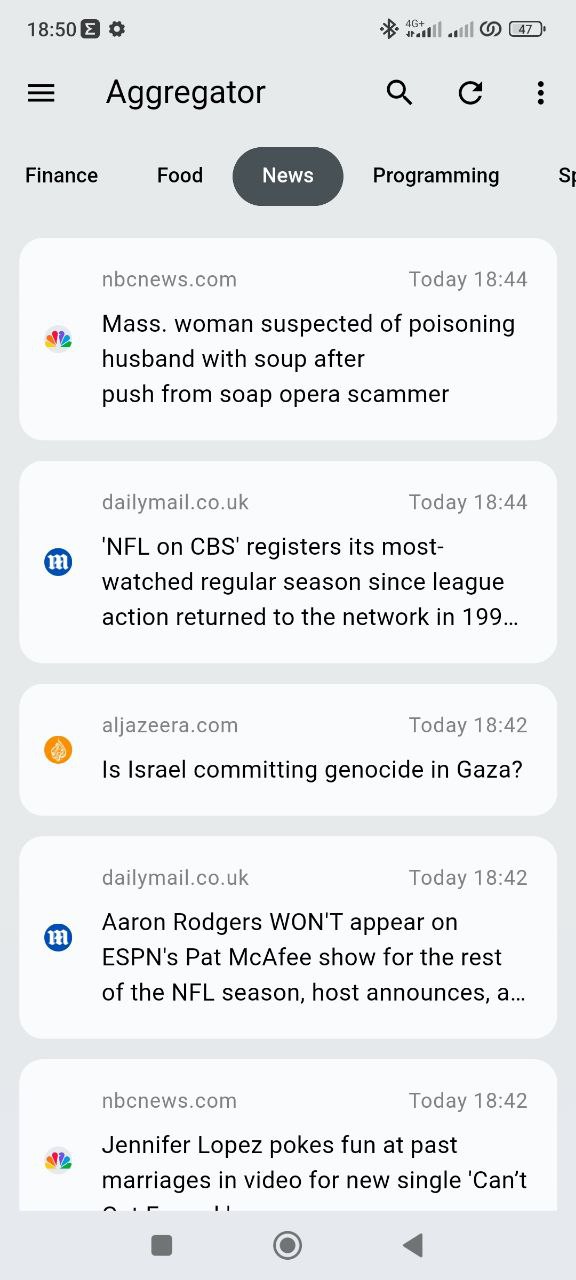 18:50
4G+
47
Aggregator
Finance
Food
News
Programming
Sp
nbcnews.com
Today 18:44
Mass. woman suspected of poisoning
husband with soup after
push from soap opera scammer
dailymail.co.uk
Today 18:44
'NFL on CBS' registers its most-
watched regular season since league
action returned to the network in 199…
aljazeera.com
Today 18:42
Is Israel committing genocide in Gaza?
dailymail.co.uk
Today 18:42
Aaron Rodgers WON'T appear on
ESPN's Pat McAfee show for the rest
of the NFL season, host announces, a…
nbcnews.com
Today 18:42
Jennifer Lopez pokes fun at past
marriages in video for new single 'Can’t